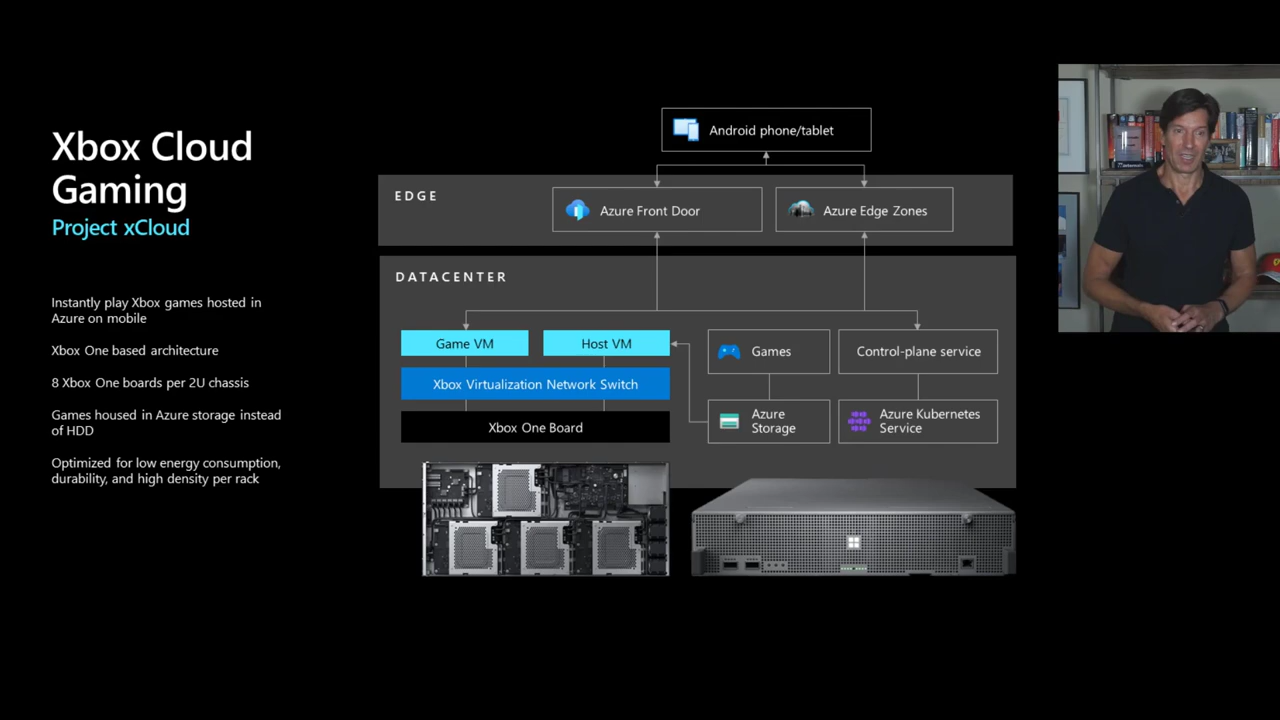 Xbox Cloud
Gaming
Project xCloud
Instantly play Xbox games hosted in
Azure on mobile
Xbox One based architecture
8 Xbox One boards per 2U chassis
Games housed in Azure storage instead
of HDD
Optimized for low energy consumption,
durability, and high density per rack
Android phone/tablet
EDGE
Azure Front Door
Azure Edge Zones
DATACENTER
Game VM
Host VM
Games
Control-plane service
Xbox Virtualization Network Switch
Xbox One Board
Azure
Storage
Azure Kubernetes
Service